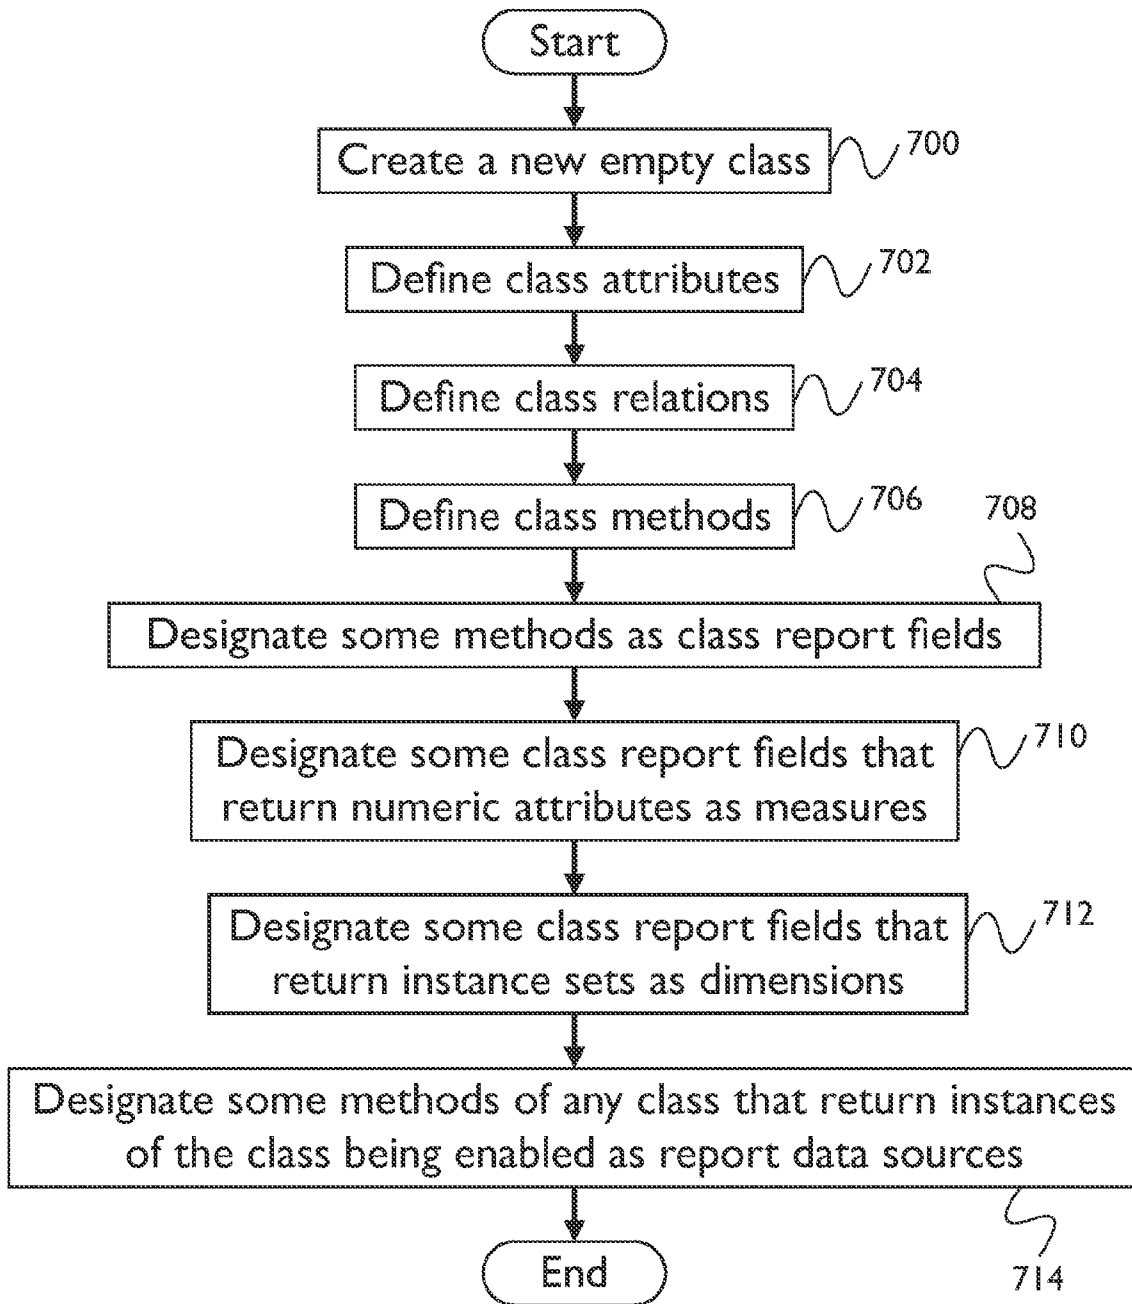 Start
Create a new empty class
700
Define class attributes
702
Define class relations
704
Define class methods
706
708
Designate some methods as class report fields
Designate some class report fields that
return numeric attributes as measures
710
Designate some class report fields that
return instance sets as dimensions
712
Designate some methods of any class that return instances
of the class being enabled as report data sources
714
End